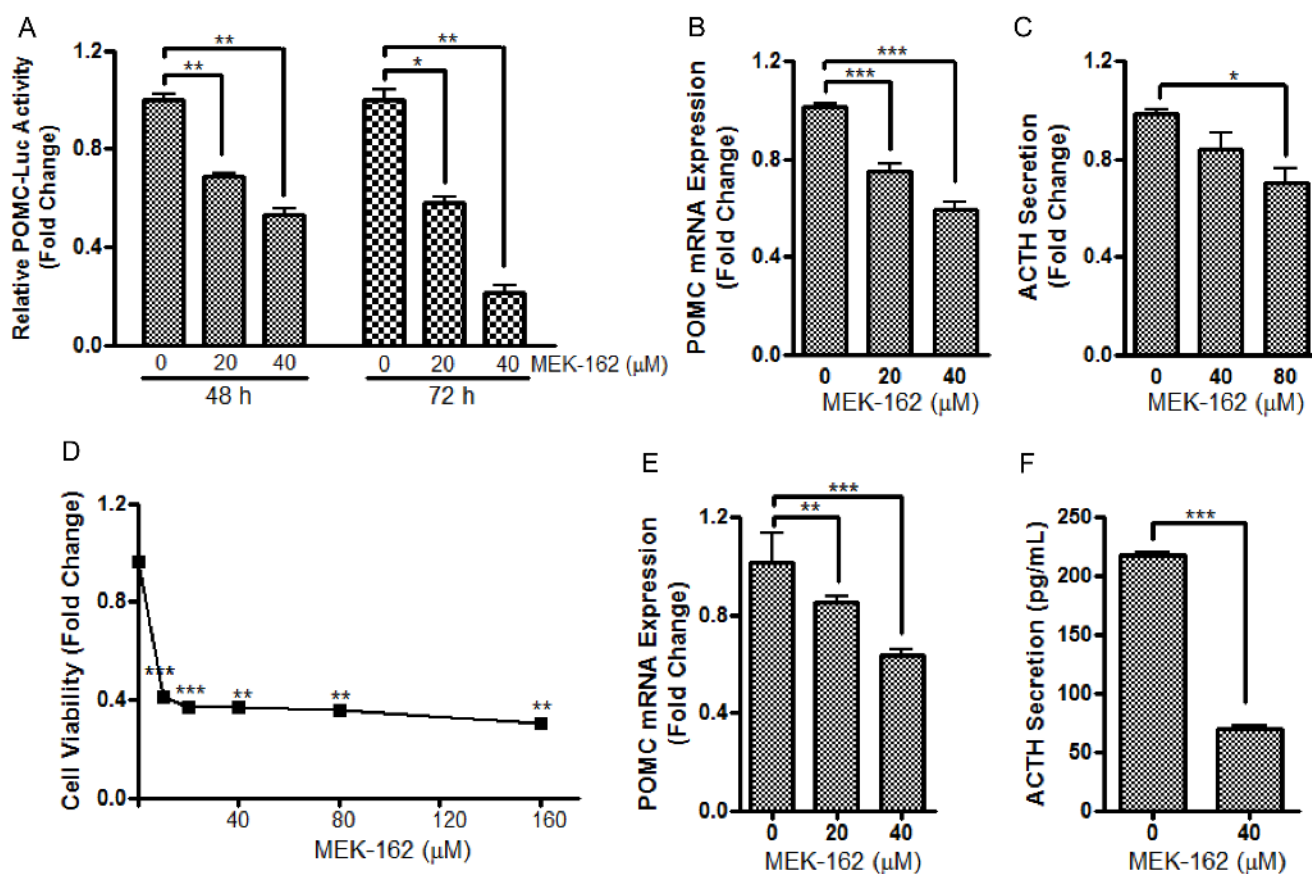 A
Relative POMC-Luc Activity
(Fold Change)
1.2
0.8
0.4
0.0
**
**
**
*
0 20 40 0 20 40 MEK-162 (μM)
48 h 72 h
B
POMC mRNA Expression
(Fold Change)
1.2
0.8
0.4
0.0
***
***
0 20 40
MEK-162 (μM)
C
ACTH Secretion
(Fold Change)
1.2
0.8
0.4
0.0
*
0 40 80
MEK-162 (μM)
D
Cell Viability (Fold Change)
1.2
0.8
0.4
0.0
*** *** ** ** **
40 80 120 160
MEK-162 (μM)
E
POMC mRNA Expression
(Fold Change)
1.2
0.8
0.4
0.0
***
**
0 20 40
MEK-162 (μM)
F
ACTH Secretion (pg/mL)
250
200
150
100
50
0
***
0 40
MEK-162 (μM)